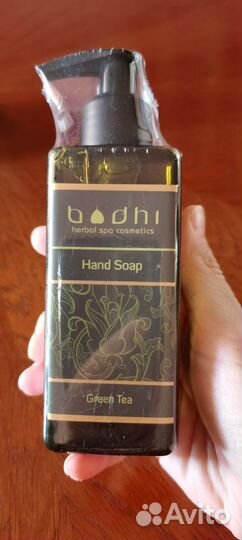 bodhi
herbal spa cosmetics
Hand Soap
Green Tea
Avito